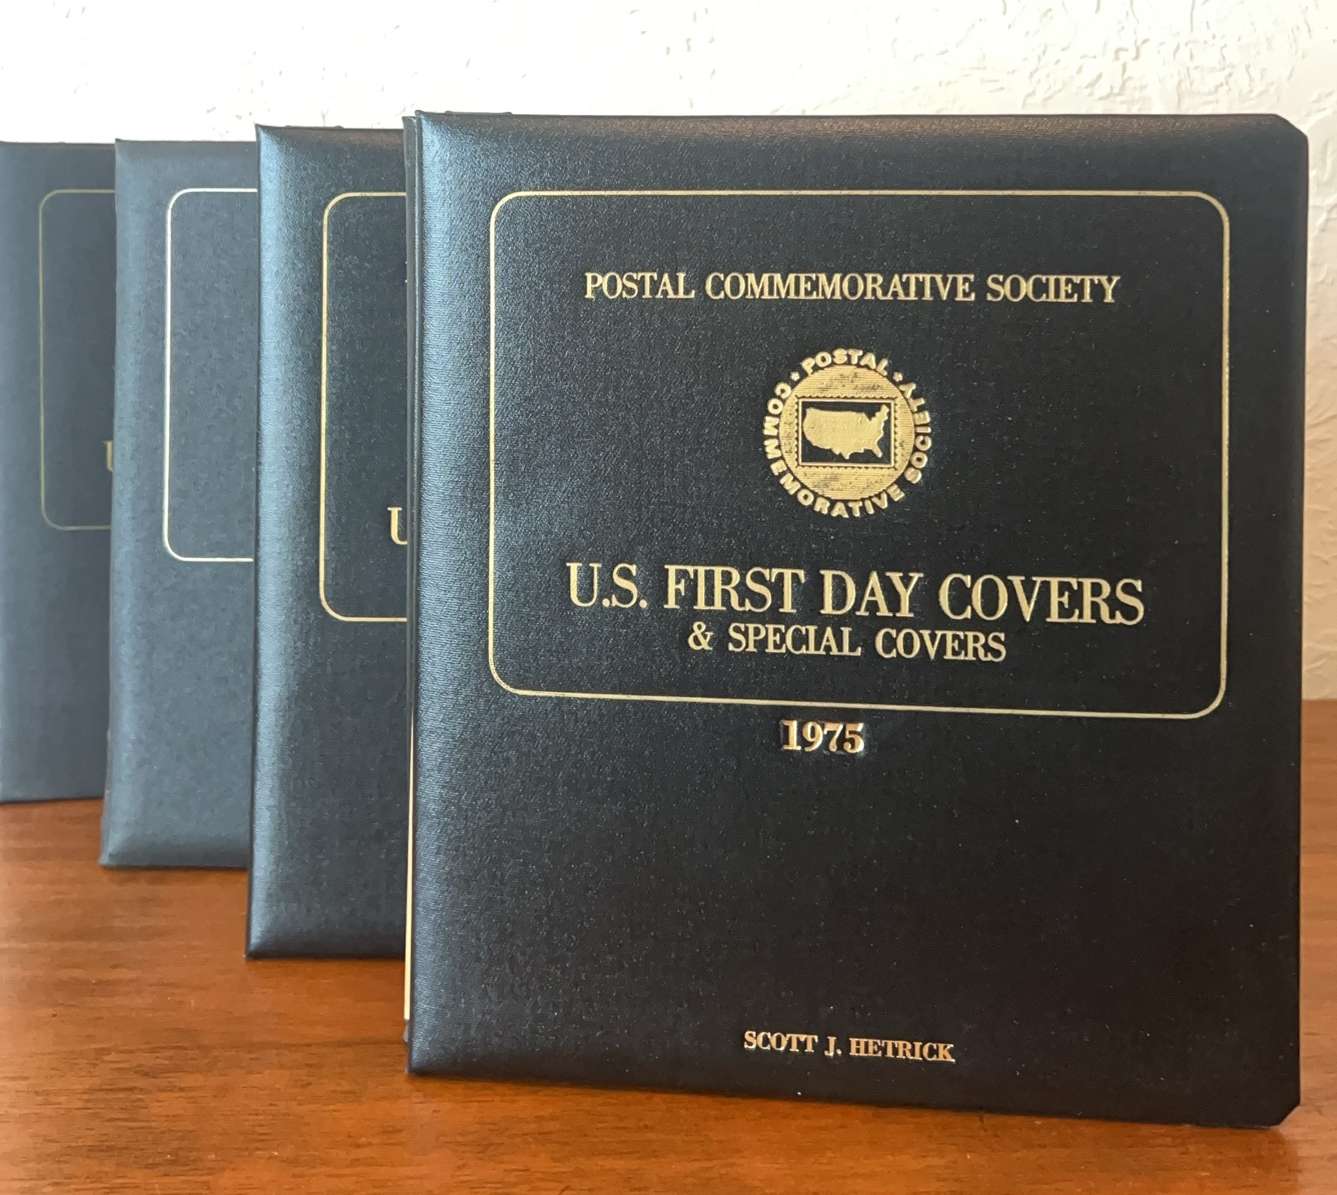 POSTAL COMMEMORATIVE SOCIETY
• POSTAL •
COMMEMORATIVE SOCIETY
U.S. FIRST DAY COVERS
& SPECIAL COVERS
1975
SCOTT J. HETRICK
U
U